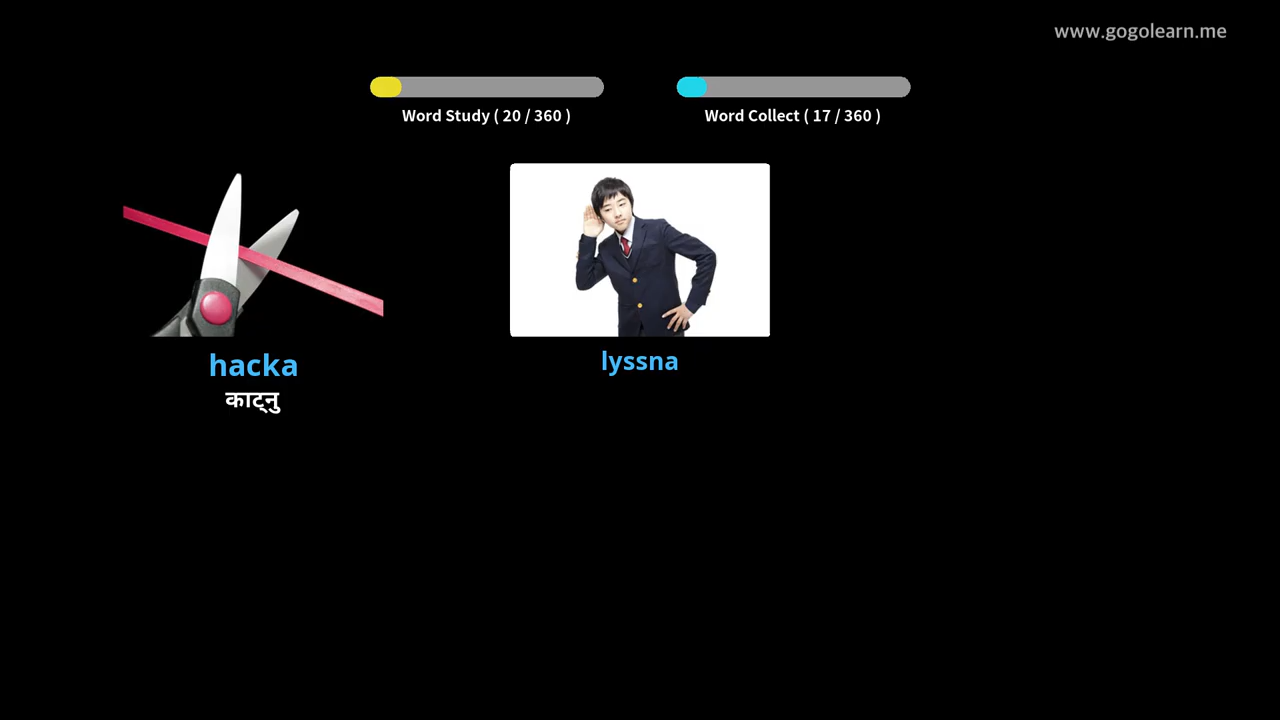 www.gogolearn.me
Word Study ( 20 / 360 )
Word Collect ( 17 / 360 )
hacka
काट्नु
lyssna